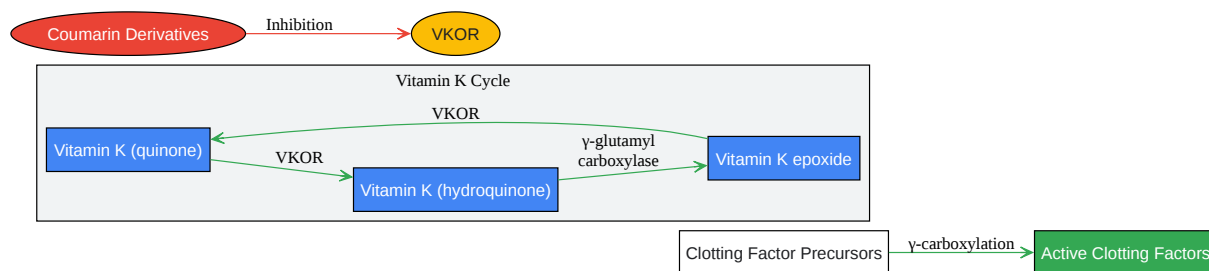 Coumarin Derivatives
Inhibition
VKOR
Vitamin K Cycle
VKOR
Vitamin K (quinone)
VKOR
Vitamin K (hydroquinone)
γ-glutamyl
carboxylase
Vitamin K epoxide
Clotting Factor Precursors
γ-carboxylation
Active Clotting Factors